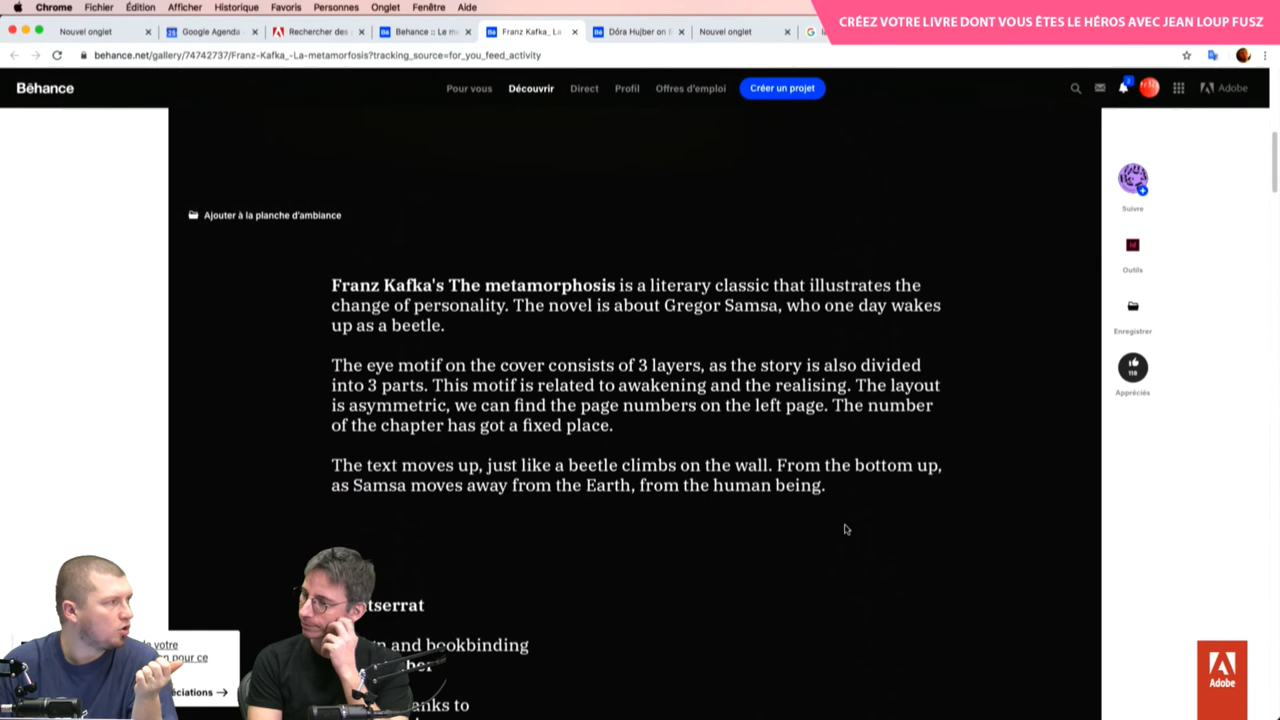 Chrome Fichier Édition Afficher Historique Favoris Personnes Onglet Fenêtre Aide
CRÉEZ VOTRE LIVRE DONT VOUS ÊTES LE HÉROS AVEC JEAN LOUP FUSZ
Nouvel onglet Google Agenda Rechercher des Behance :: Le m Franz Kafka_ La Dóra Hujber on Nouvel onglet
behance.net/gallery/74742737/Franz-Kafka_-La-metamorfosis?tracking_source=for_you_feed_activity
Bēhance Pour vous Découvrir Direct Profil Offres d'emploi Créer un projet Adobe
Ajouter à la planche d'ambiance
Suivre
Id
Outils
Enregistrer
118
Appréciés
Franz Kafka's The metamorphosis is a literary classic that illustrates the
change of personality. The novel is about Gregor Samsa, who one day wakes
up as a beetle.
The eye motif on the cover consists of 3 layers, as the story is also divided
into 3 parts. This motif is related to awakening and the realising. The layout
is asymmetric, we can find the page numbers on the left page. The number
of the chapter has got a fixed place.
The text moves up, just like a beetle climbs on the wall. From the bottom up,
as Samsa moves away from the Earth, from the human being.
tserrat
n and bookbinding
anks to
votre
pour ce
éciations →
Adobe